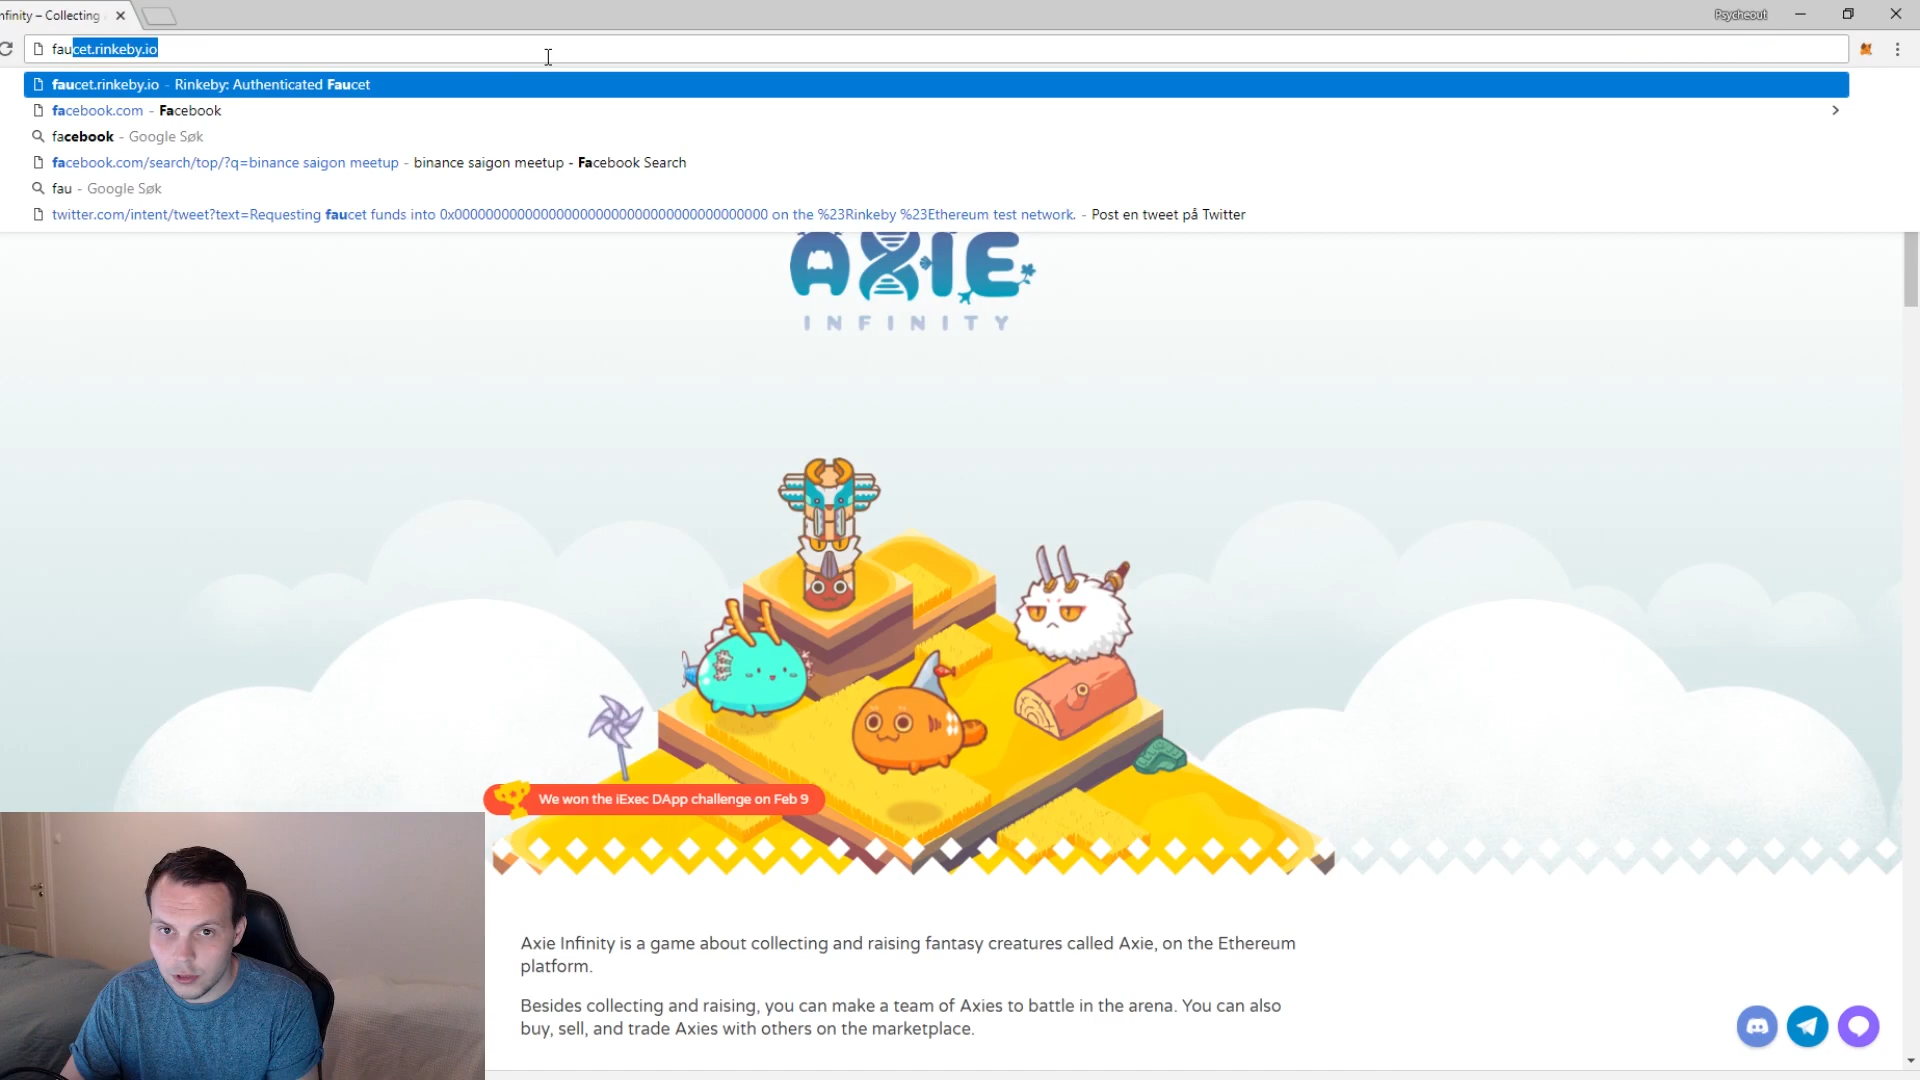 nfinity – Collecting
Psycheout
faucet.rinkeby.io
faucet.rinkeby.io - Rinkeby: Authenticated Faucet
facebook.com - Facebook
facebook - Google Søk
facebook.com/search/top/?q=binance saigon meetup - binance saigon meetup - Facebook Search
fau - Google Søk
twitter.com/intent/tweet?text=Requesting faucet funds into 0x0000000000000000000000000000000000000000 on the %23Rinkeby %23Ethereum test network. - Post en tweet på Twitter
AXIE
INFINITY
We won the iExec DApp challenge on Feb 9
Axie Infinity is a game about collecting and raising fantasy creatures called Axie, on the Ethereum
platform.
Besides collecting and raising, you can make a team of Axies to battle in the arena. You can also
buy, sell, and trade Axies with others on the marketplace.